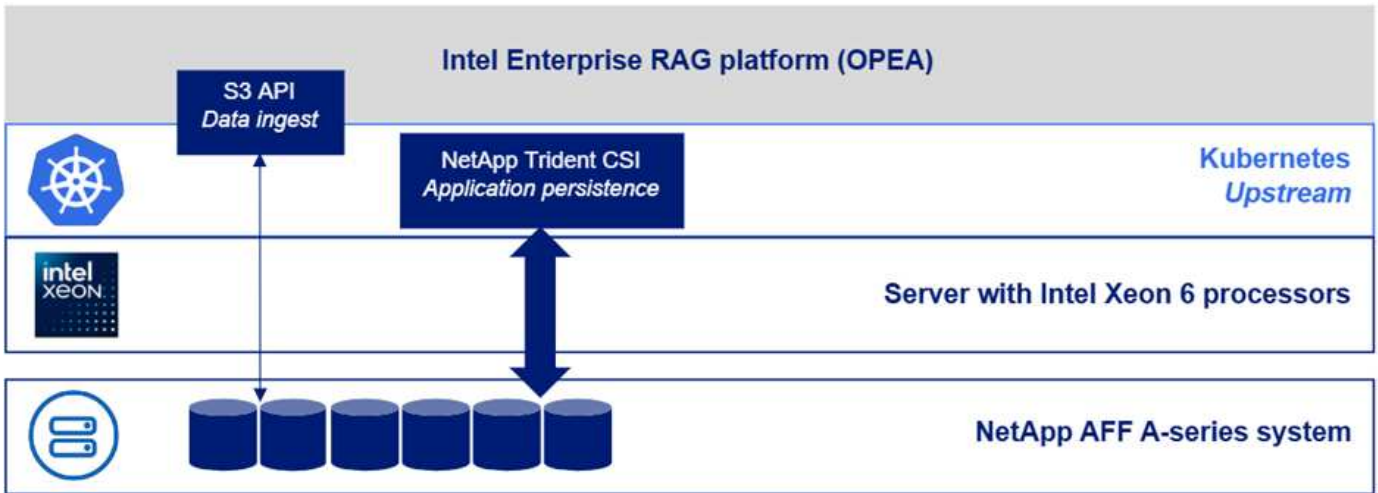 Intel Enterprise RAG platform (OPEA)
S3 API
Data ingest
NetApp Trident CSI
Application persistence
Kubernetes
Upstream
intel
xeon
Server with Intel Xeon 6 processors
NetApp AFF A-series system